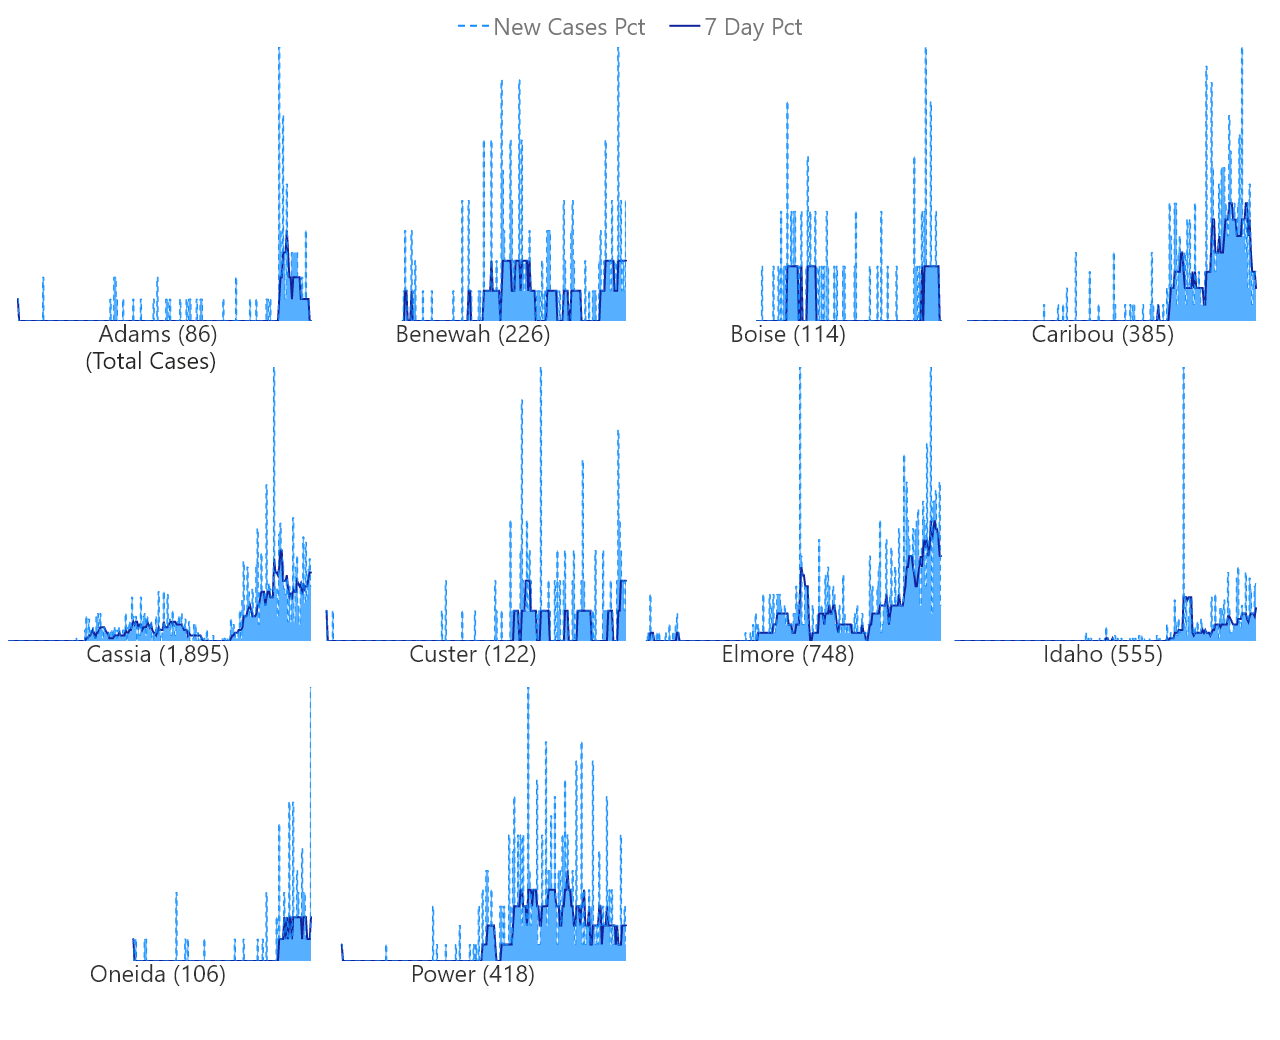 New Cases Pct 7 Day Pct
Adams (86)
(Total Cases)
Benewah (226)
Boise (114)
Caribou (385)
Cassia (1,895)
Custer (122)
Elmore (748)
Idaho (555)
Oneida (106)
Power (418)